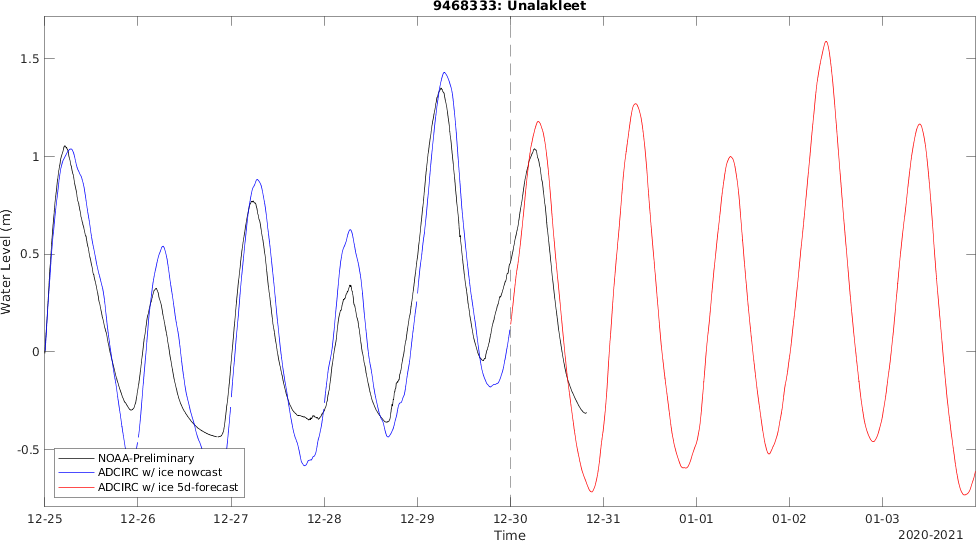 9468333: Unalakleet
Water Level (m)
1.5
1
0.5
0
-0.5
NOAA-Preliminary
ADCIRC w/ ice nowcast
ADCIRC w/ ice 5d-forecast
12-25 12-26 12-27 12-28 12-29 12-30 12-31 01-01 01-02 01-03
Time
2020-2021